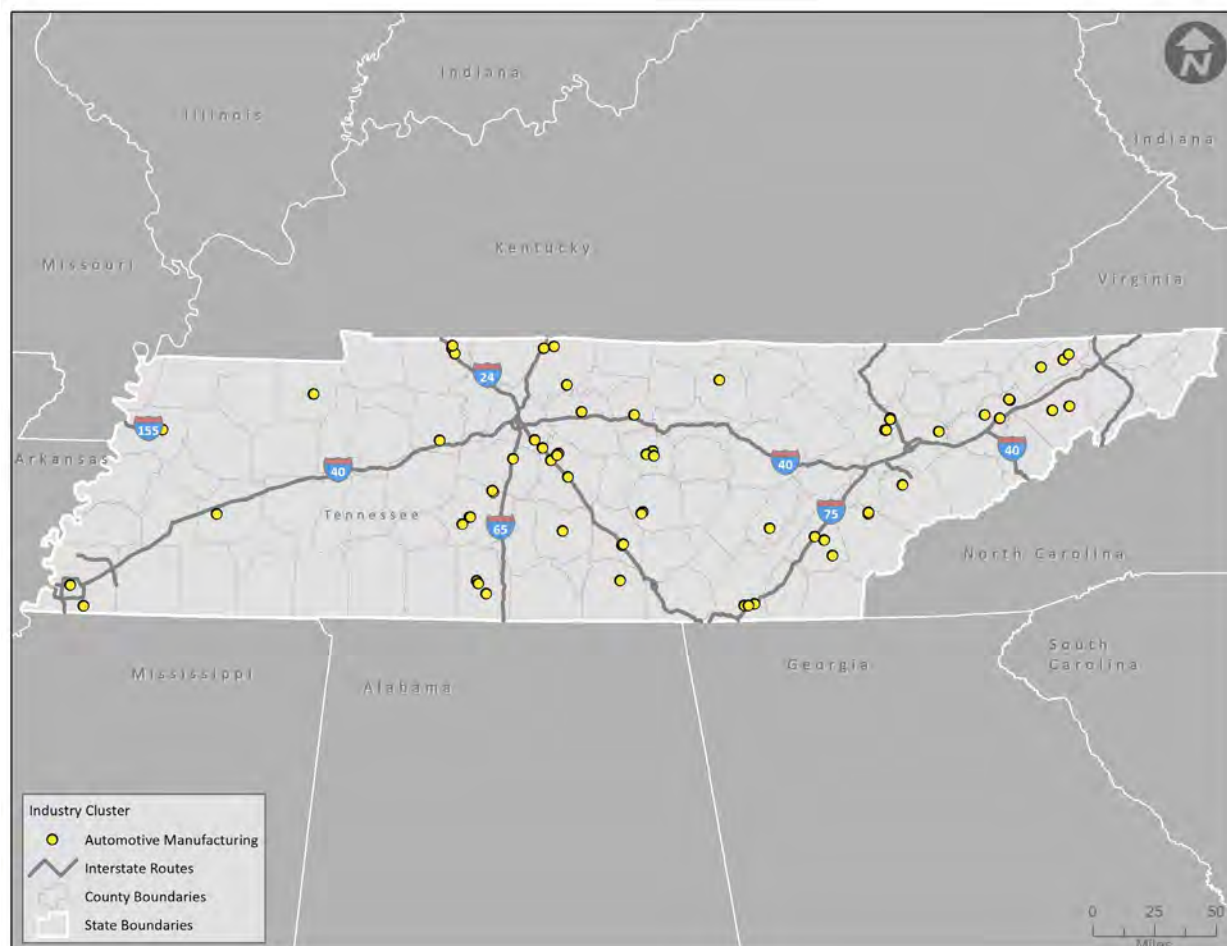 N
Indiana
Illinois
Indiana
Kentucky
Missouri
Virginia
24
155
Arkansas
40
40
40
Tennessee
75
65
North Carolina
South
Carolina
Georgia
Mississippi
Alabama
Industry Cluster
Automotive Manufacturing
Interstate Routes
County Boundaries
State Boundaries
0 25 50
Miles